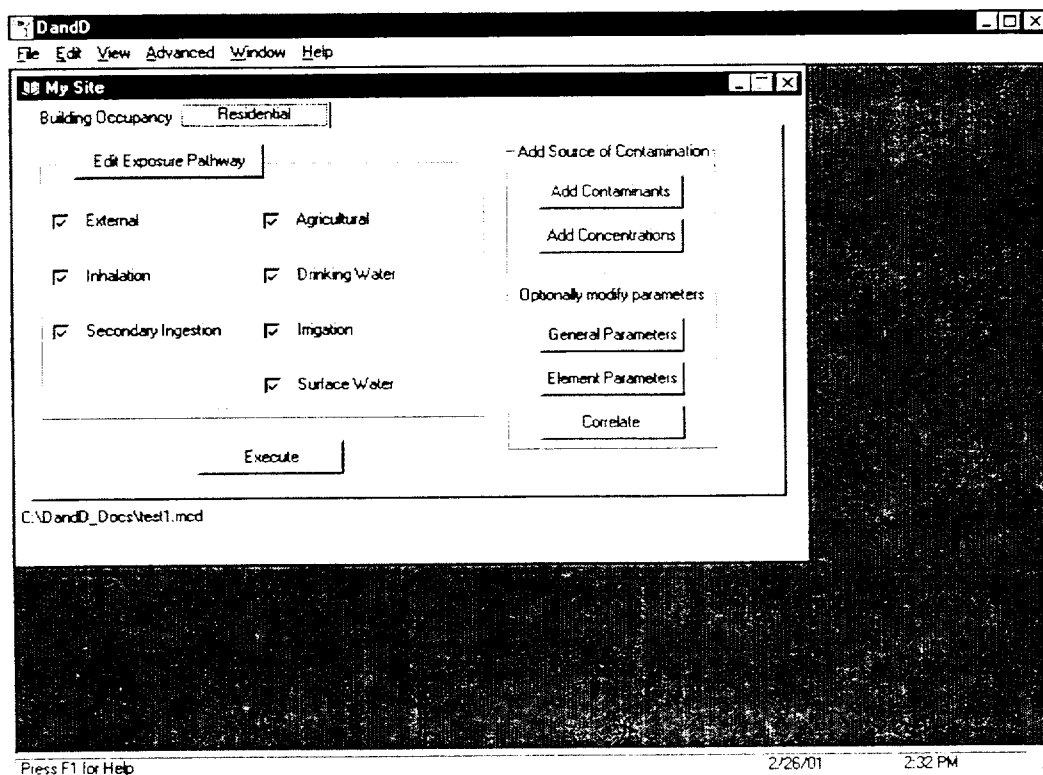 DandD
File Edit View Advanced Window Help
My Site
Building Occupancy Residential
Edit Exposure Pathway
External
Agricultural
Inhalation
Drinking Water
Secondary Ingestion
Irrigation
Surface Water
Execute
Add Source of Contamination
Add Contaminants
Add Concentrations
Optionally modify parameters
General Parameters
Element Parameters
Correlate
C:\DandD_Docs\test1.mcd
Press F1 for Help
2/26/01 2:32 PM